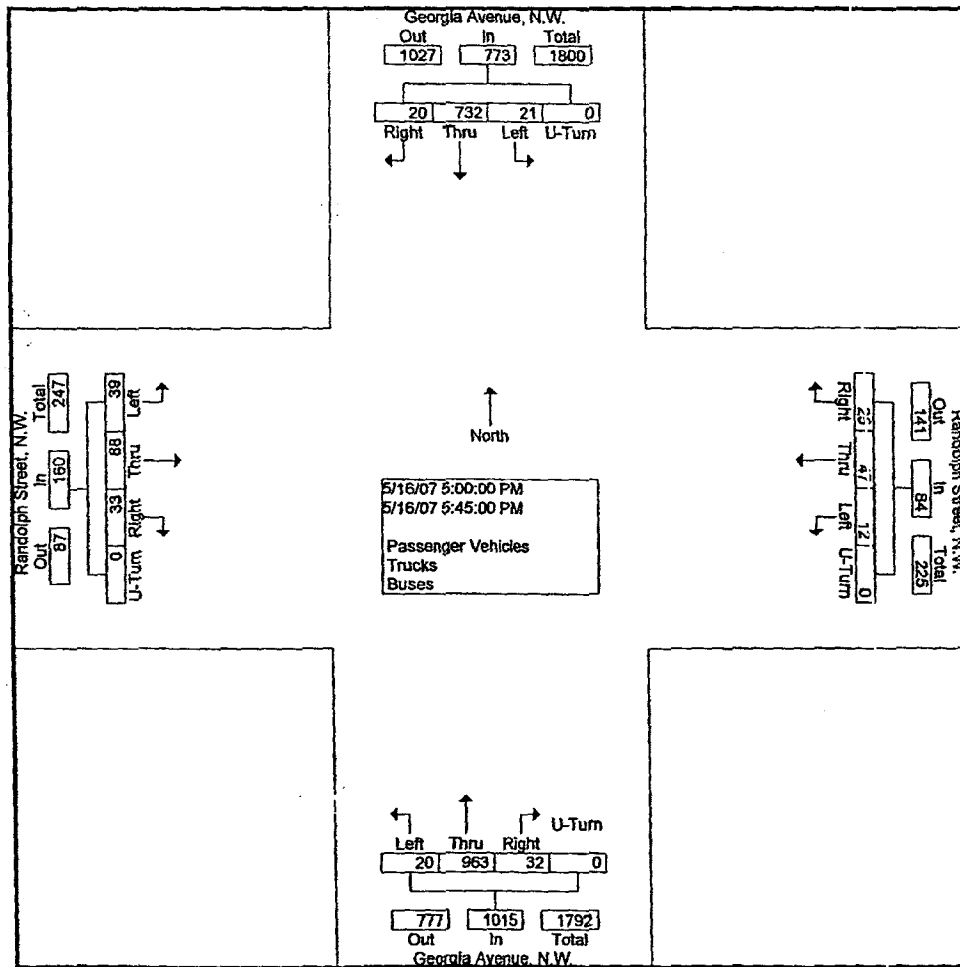 Georgia Avenue, N.W.
Out In Total
1027 773 1800
20 732 21 0
Right Thru Left U-Turn
Randolph Street, N.W.
Total In Out
247 160 87
39 88 33 0
Left Thru Right U-Turn
North
5/16/07 5:00:00 PM
5/16/07 5:45:00 PM
Passenger Vehicles
Trucks
Buses
Right Thru Left U-Turn
25 47 12 0
Out In Total
141 84 225
Randolph Street, N.W.
U-Turn
Left Thru Right
20 963 32 0
777 1015 1792
Out In Total
Georgia Avenue, N.W.